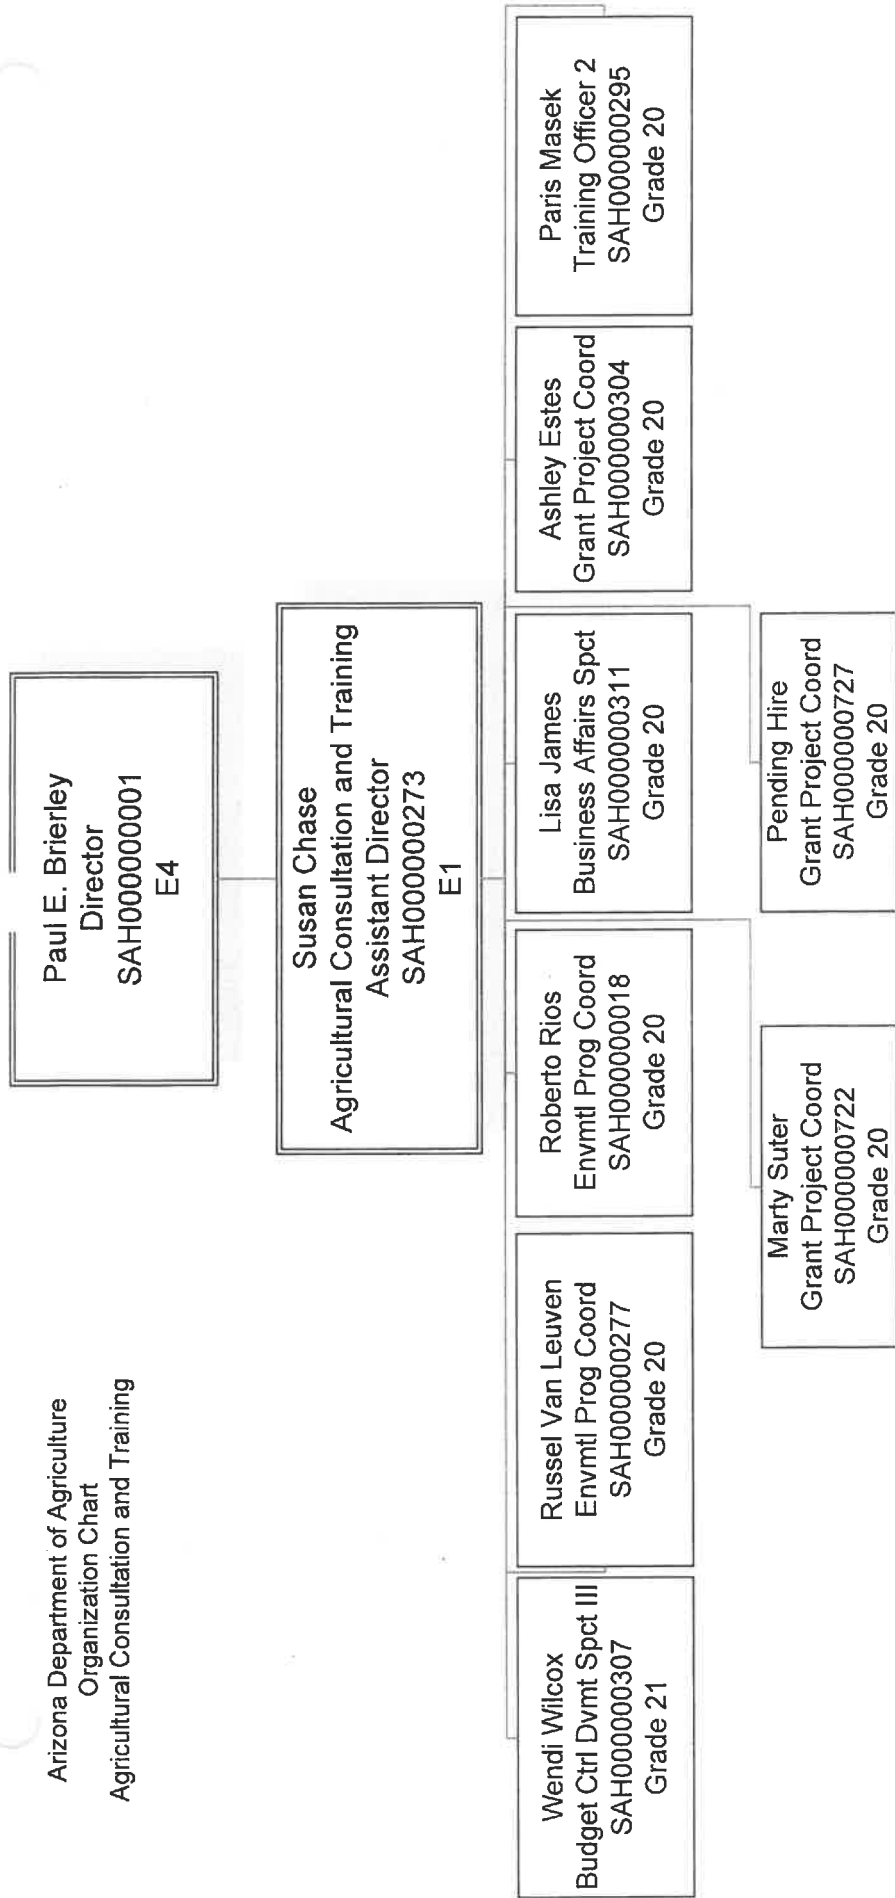 Arizona Department of Agriculture
Organization Chart
Agricultural Consultation and Training
Paul E. Brierley
Director
SAH000000001
E4
Susan Chase
Agricultural Consultation and Training
Assistant Director
SAH000000273
E1
Wendi Wilcox
Budget Ctrl Dvmt Spct III
SAH000000307
Grade 21
Russel Van Leuven
Envmtl Prog Coord
SAH000000277
Grade 20
Roberto Rios
Envmtl Prog Coord
SAH000000018
Grade 20
Lisa James
Business Affairs Spct
SAH000000311
Grade 20
Ashley Estes
Grant Project Coord
SAH000000304
Grade 20
Paris Masek
Training Officer 2
SAH000000295
Grade 20
Marty Suter
Grant Project Coord
SAH000000722
Grade 20
Pending Hire
Grant Project Coord
SAH000000727
Grade 20